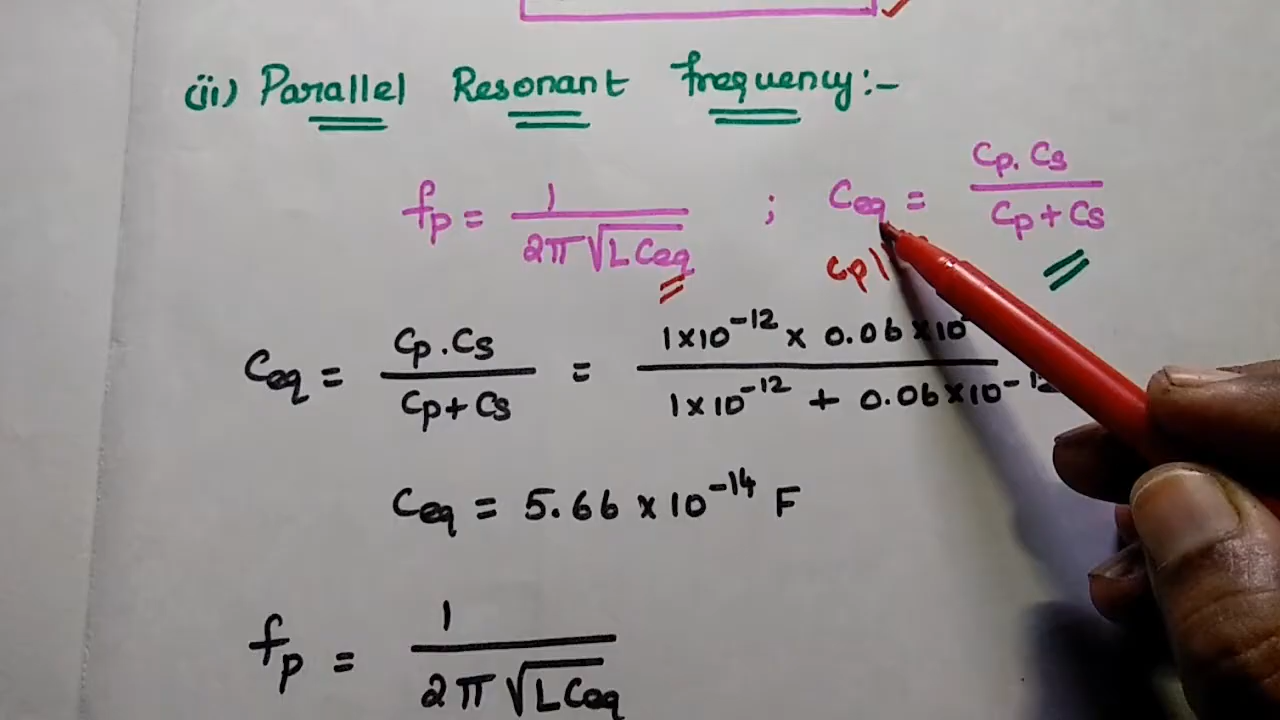 (ii) Parallel Resonant frequency:-
fp = 1 / 2π√LCeq ; Ceq = Cp.Cs / Cp+Cs
Cp|
Ceq = Cp.Cs / Cp+Cs = 1×10⁻¹² × 0.06×10 / 1×10⁻¹² + 0.06×10⁻¹²
Ceq = 5.66 × 10⁻¹⁴ F
fp = 1 / 2π√LCeq